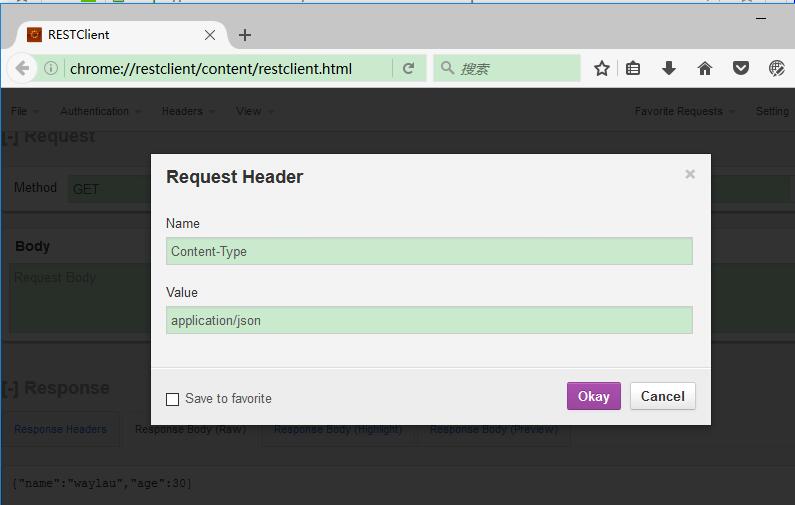 RESTClient
chrome://restclient/content/restclient.html
搜索
File Authentication Headers View Favorite Requests Setting
[-] Request
Method GET
Request Header
Name
Content-Type
Value
application/json
Body
Request Body
Save to favorite Okay Cancel
[-] Response
Response Headers Response Body (Raw) Response Body (Highlight) Response Body (Preview)
{"name":"waylau","age":30}